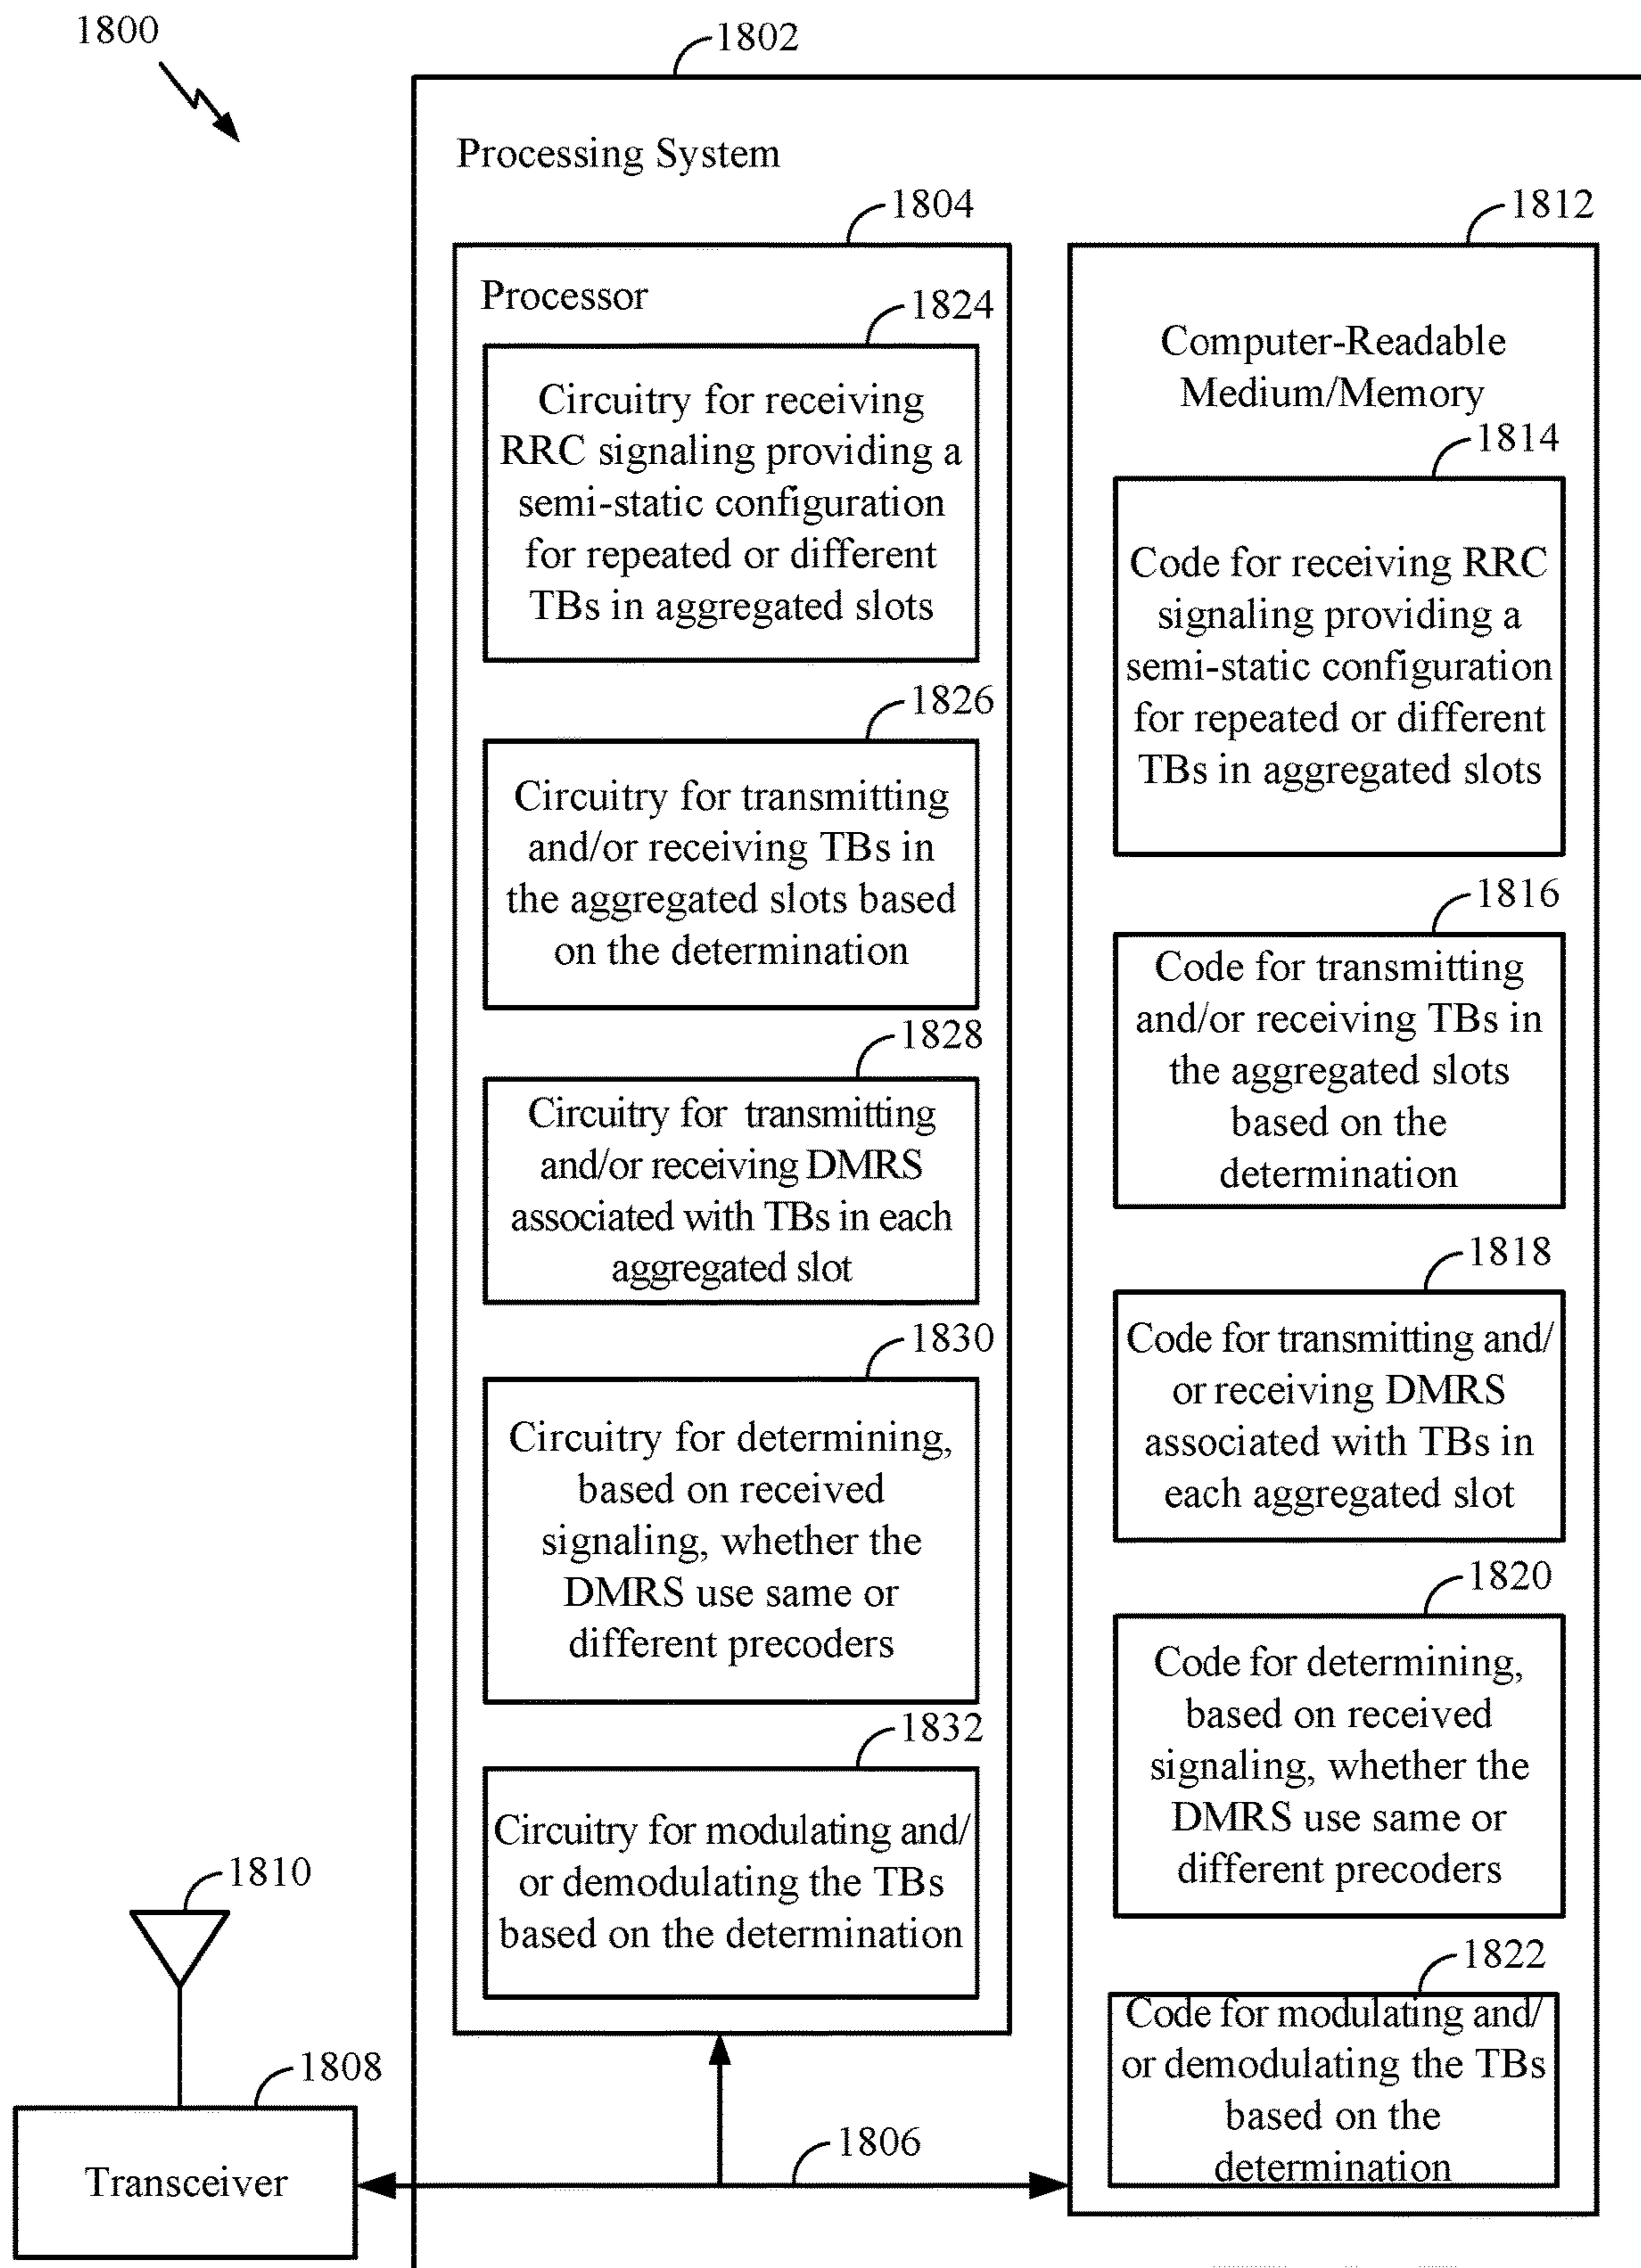 1800
1802
Processing System
1804
Processor
1824
Circuitry for receiving
RRC signaling providing a
semi-static configuration
for repeated or different
TBs in aggregated slots
1826
Circuitry for transmitting
and/or receiving TBs in
the aggregated slots based
on the determination
1828
Circuitry for transmitting
and/or receiving DMRS
associated with TBs in each
aggregated slot
1830
Circuitry for determining,
based on received
signaling, whether the
DMRS use same or
different precoders
1832
Circuitry for modulating and/
or demodulating the TBs
based on the determination
1812
Computer-Readable
Medium/Memory
1814
Code for receiving RRC
signaling providing a
semi-static configuration
for repeated or different
TBs in aggregated slots
1816
Code for transmitting
and/or receiving TBs in
the aggregated slots
based on the
determination
1818
Code for transmitting and/
or receiving DMRS
associated with TBs in
each aggregated slot
1820
Code for determining,
based on received
signaling, whether the
DMRS use same or
different precoders
1822
Code for modulating and/
or demodulating the TBs
based on the
determination
1810
1808
Transceiver
1806